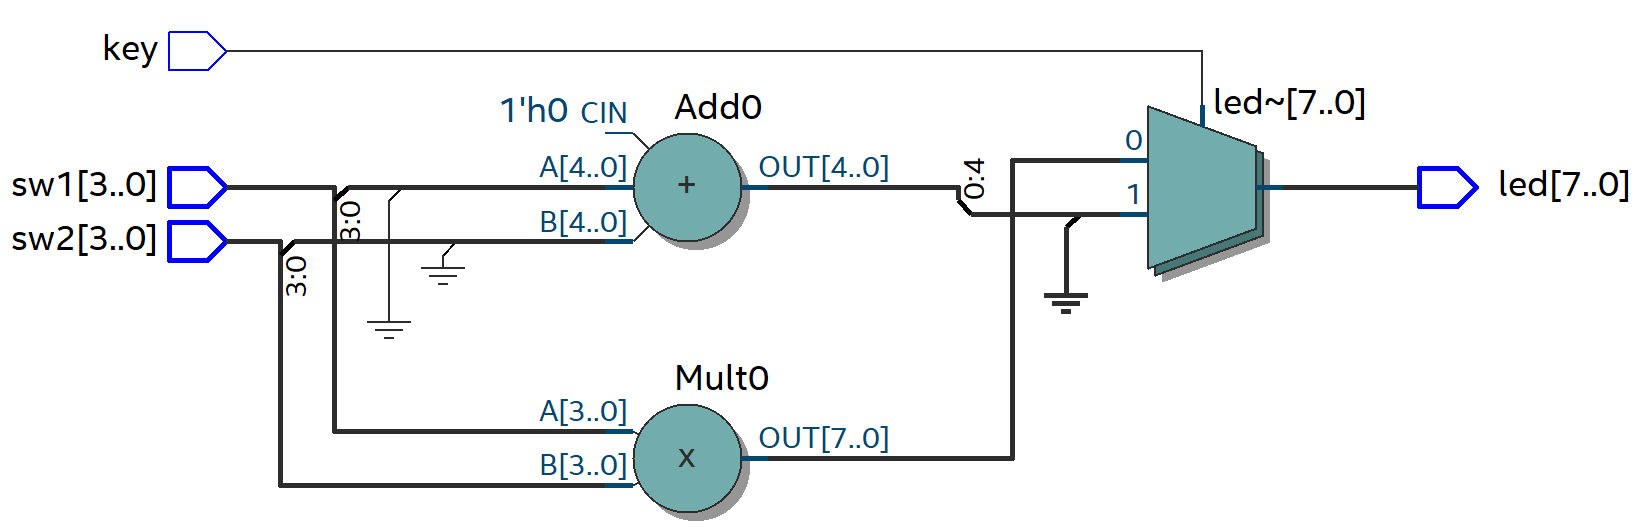 key
led~[7..0]
1'h0 CIN
Add0
0
sw1[3..0]
A[4..0]
OUT[4..0]
0:4
1
led[7..0]
3:0
sw2[3..0]
B[4..0]
+
3:0
Mult0
A[3..0]
OUT[7..0]
B[3..0]
x